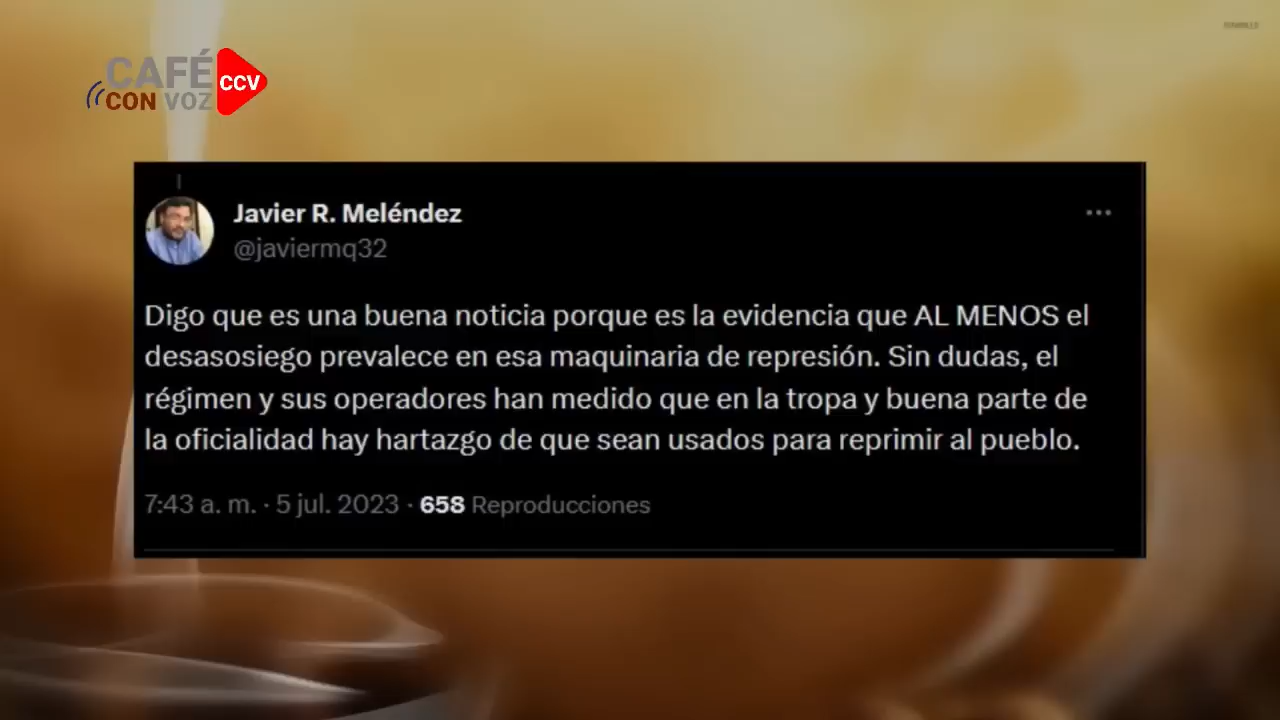 CAFÉ
CON VOZ
CCV
Javier R. Meléndez
@javiermq32
Digo que es una buena noticia porque es la evidencia que AL MENOS el
desasosiego prevalece en esa maquinaria de represión. Sin dudas, el
régimen y sus operadores han medido que en la tropa y buena parte de
la oficialidad hay hartazgo de que sean usados para reprimir al pueblo.
7:43 a. m. · 5 jul. 2023 · 658 Reproducciones